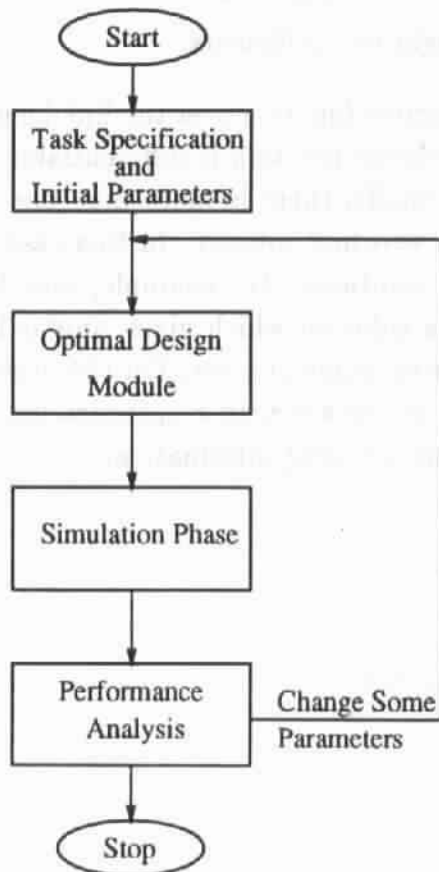 Start
Task Specification
and
Initial Parameters
Optimal Design
Module
Simulation Phase
Performance
Analysis
Change Some
Parameters
Stop